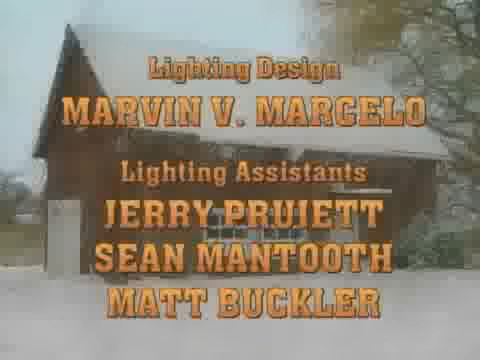 Lighting Design
MARVIN V. MARCELO
Lighting Assistants
JERRY PRUIETT
SEAN MANTOOTH
MATT BUCKLER